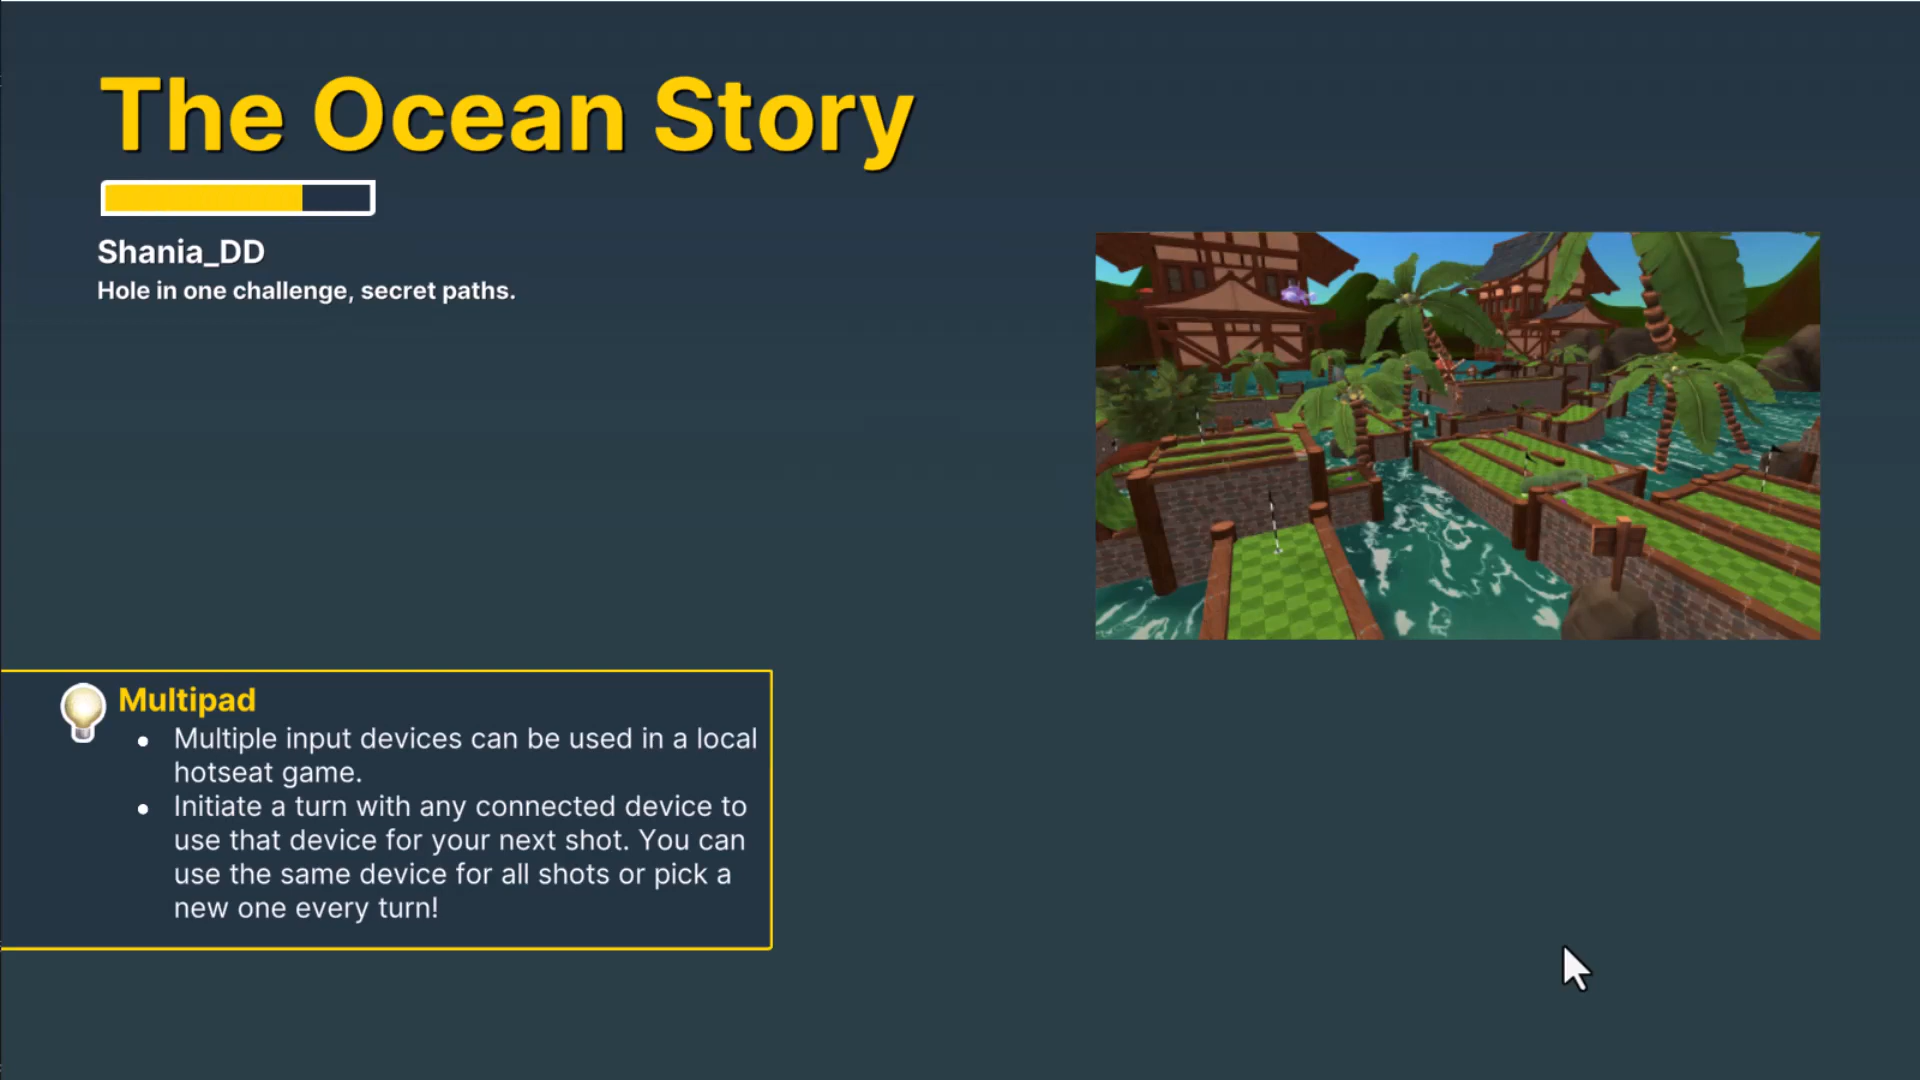 The Ocean Story
Shania_DD
Hole in one challenge, secret paths.
Multipad
• Multiple input devices can be used in a local
hotseat game.
• Initiate a turn with any connected device to
use that device for your next shot. You can
use the same device for all shots or pick a
new one every turn!